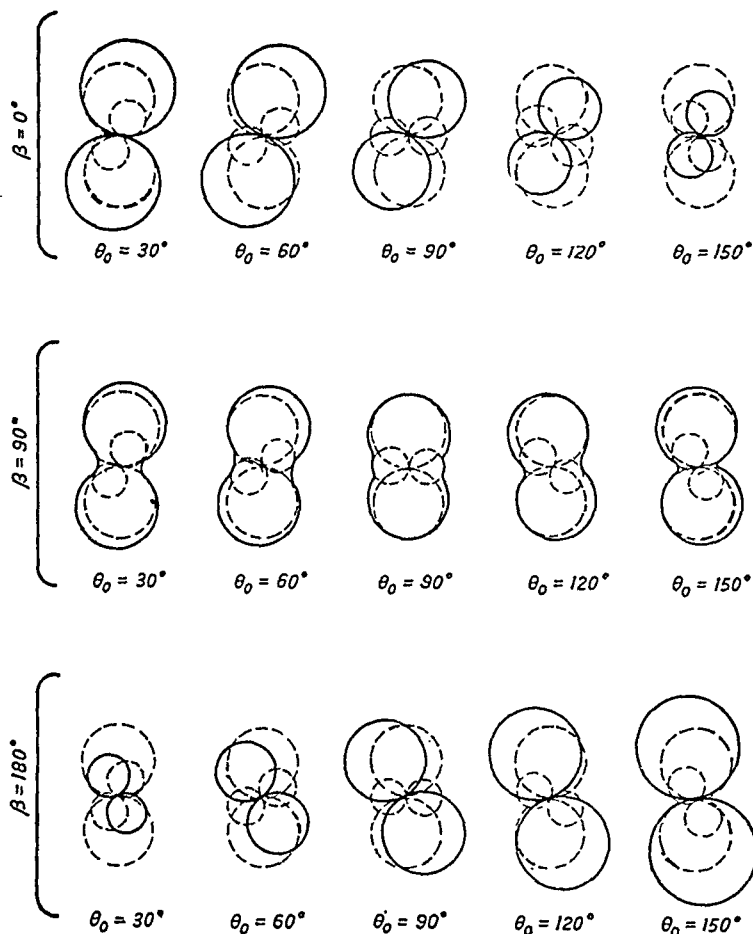 β = 0°
θ₀ = 30° θ₀ = 60° θ₀ = 90° θ₀ = 120° θ₀ = 150°
β = 90°
θ₀ = 30° θ₀ = 60° θ₀ = 90° θ₀ = 120° θ₀ = 150°
β = 180°
θ₀ = 30° θ₀ = 60° θ₀ = 90° θ₀ = 120° θ₀ = 150°